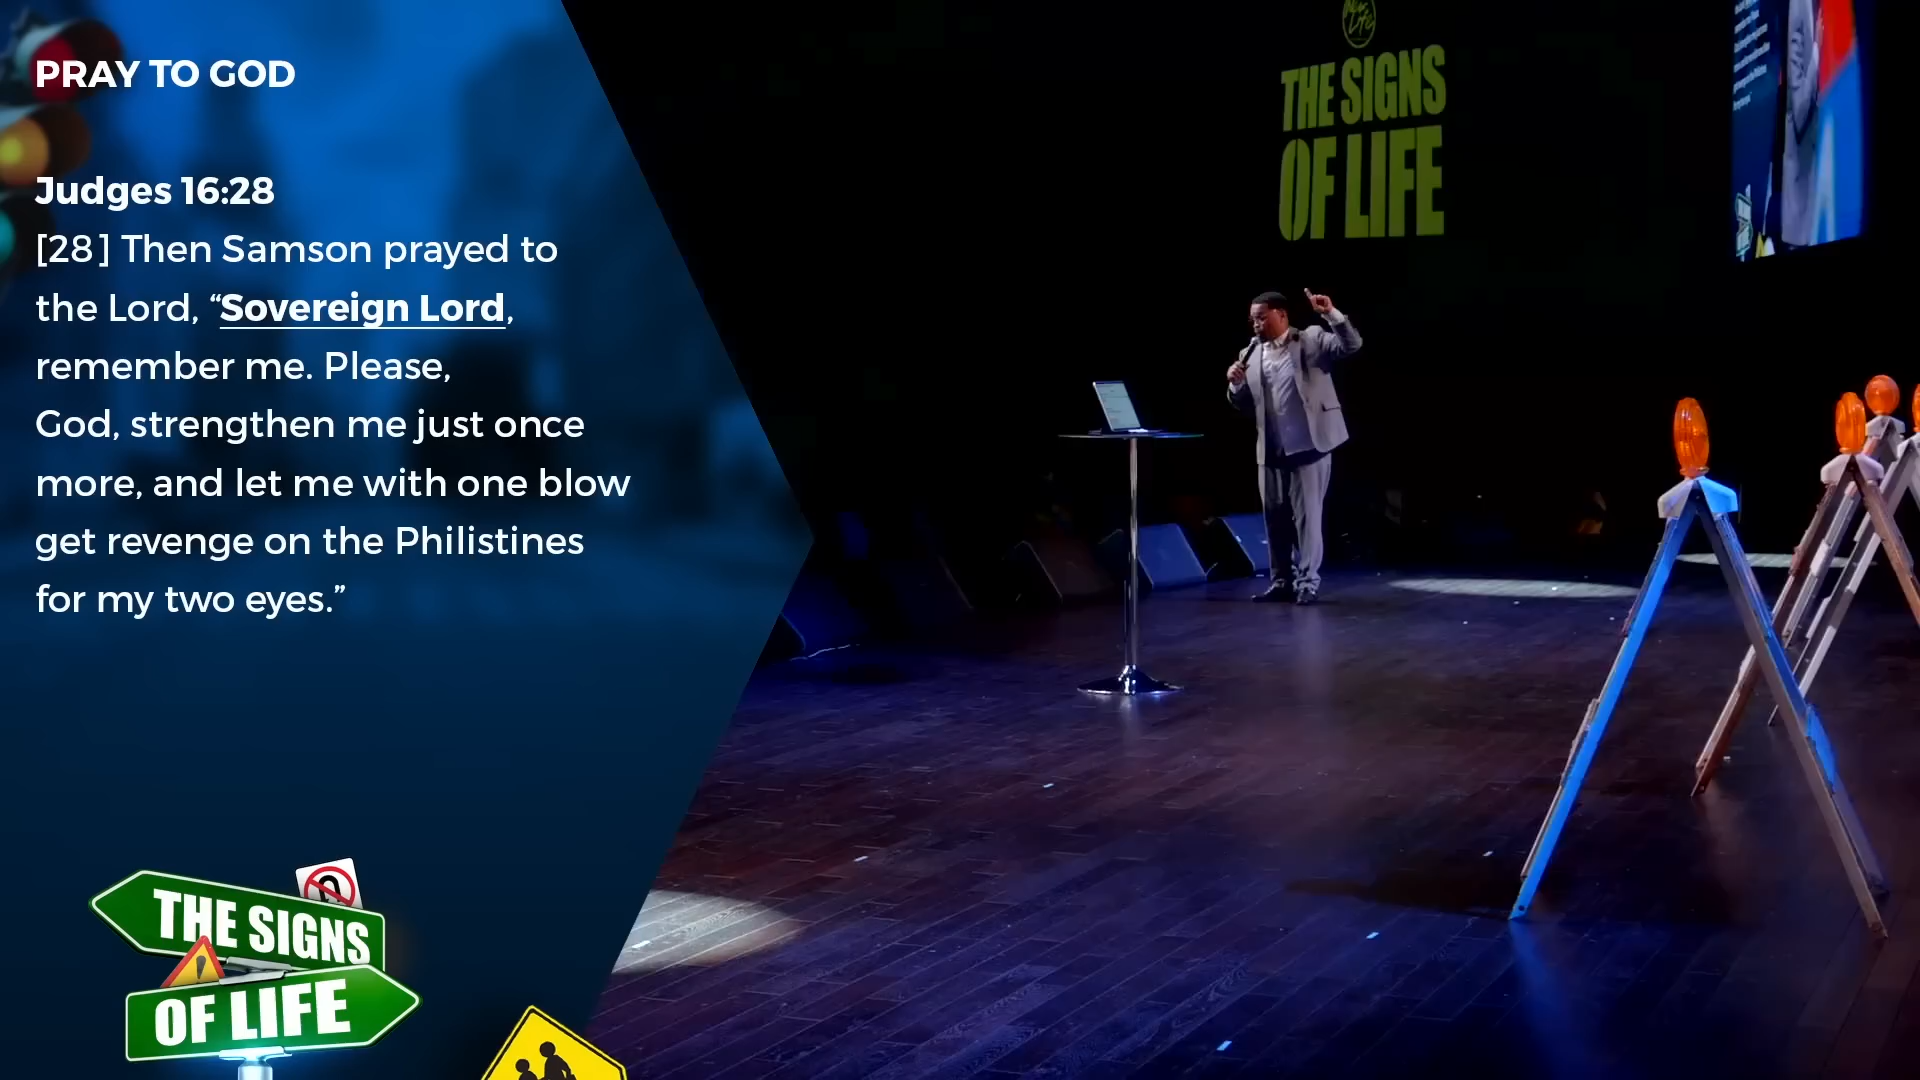 PRAY TO GOD
Judges 16:28
[28] Then Samson prayed to
the Lord, “Sovereign Lord,
remember me. Please,
God, strengthen me just once
more, and let me with one blow
get revenge on the Philistines
for my two eyes.”
THE SIGNS
OF LIFE
New
Life
THE SIGNS
OF LIFE